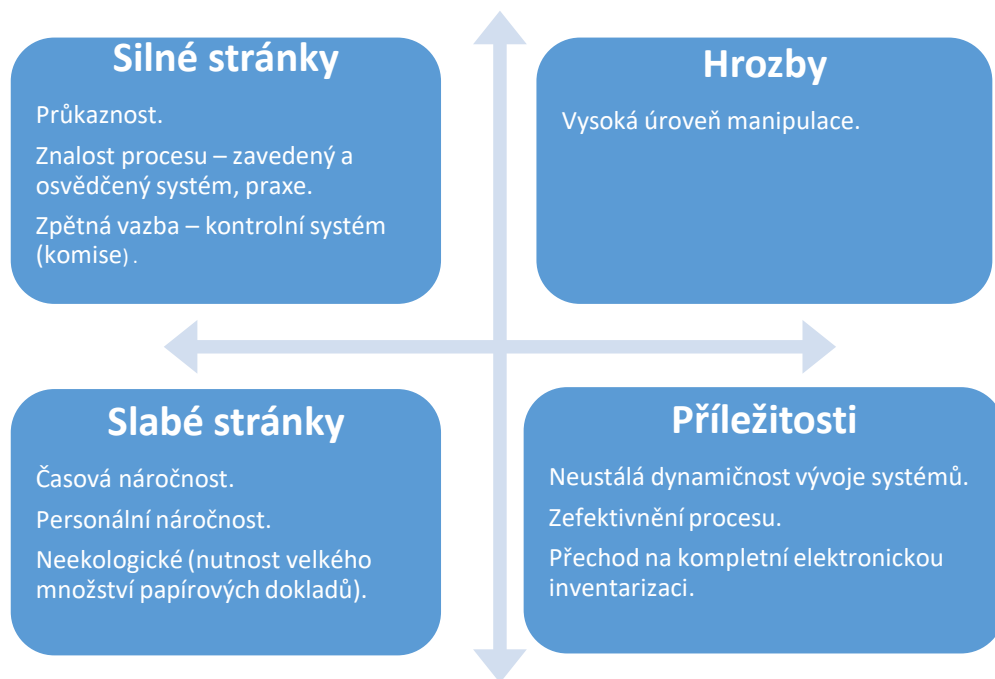 Silné stránky
Průkaznost.
Znalost procesu – zavedený a
osvědčený systém, praxe.
Zpětná vazba – kontrolní systém
(komise) .
Hrozby
Vysoká úroveň manipulace.
Slabé stránky
Časová náročnost.
Personální náročnost.
Neekologické (nutnost velkého
množství papírových dokladů).
Příležitosti
Neustálá dynamičnost vývoje systémů.
Zefektivnění procesu.
Přechod na kompletní elektronickou
inventarizaci.